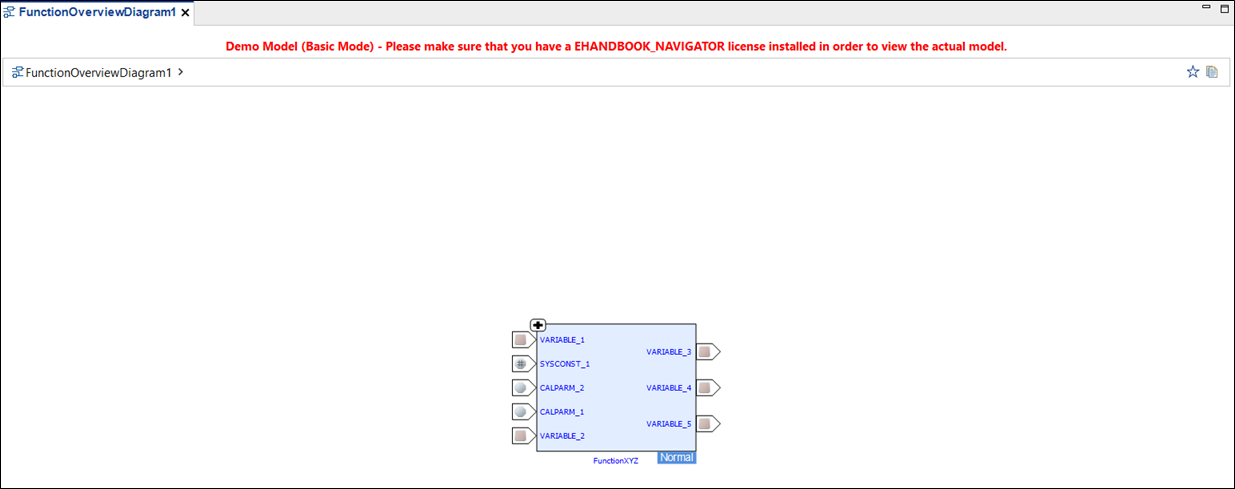 FunctionOverviewDiagram1
Demo Model (Basic Mode) - Please make sure that you have a EHANDBOOK_NAVIGATOR license installed in order to view the actual model.
FunctionOverviewDiagram1 >
VARIABLE_1
SYSCONST_1
CALPARM_2
CALPARM_1
VARIABLE_2
VARIABLE_3
VARIABLE_4
VARIABLE_5
FunctionXYZ
Normal